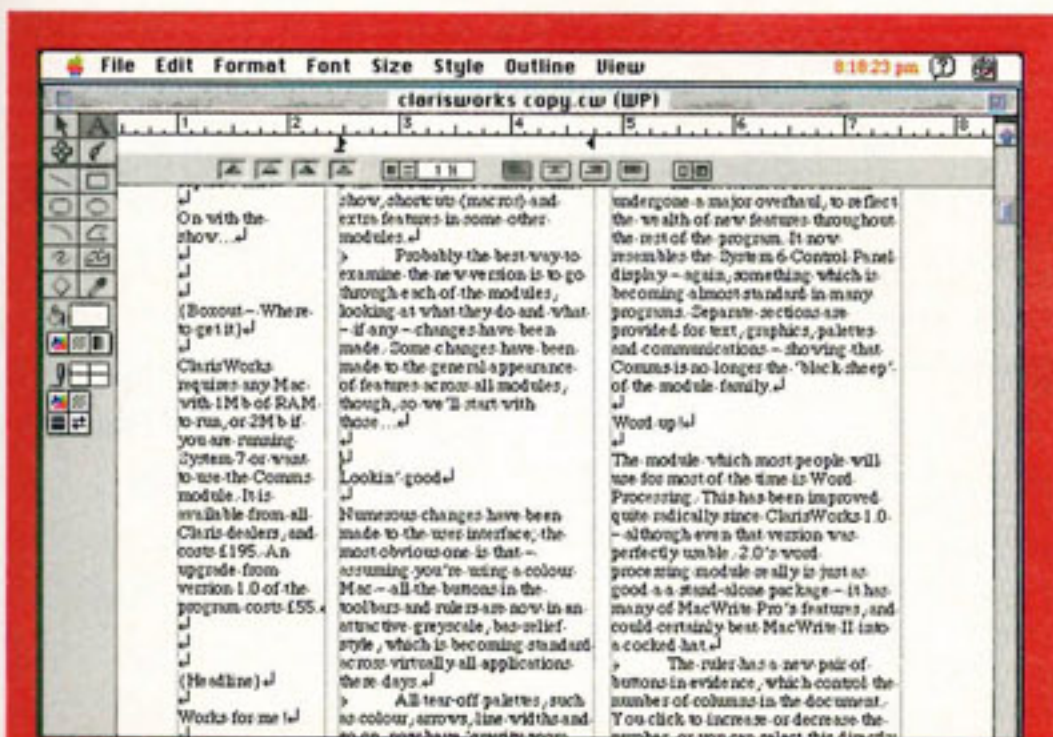 File Edit Format Font Size Style Outline View 8:18:23 pm
clarisworks copy.cw (WP)
1 2 3 4 5 6 7 8
1 li
On with the
show...
(Boxout – Where
to get it)
ClarisWorks
requires any Mac
with 1Mb of RAM
to run, or 2Mb if
you are running
System 7 or want
to use the Comms
module. It is
available from all
Claris dealers, and
costs £195. An
upgrade from
version 1.0 of the
program costs £55.
(Headline)
Works for me!
show, shortcuts (macros) and
extra features in some other
modules.
Probably the best way to
examine the new version is to go
through each of the modules,
looking at what they do and what
– if any – changes have been
made. Some changes have been
made to the general appearance
of features across all modules,
though, so we'll start with
those...
Lookin' good
Numerous changes have been
made to the user interface; the
most obvious one is that –
assuming you're using a colour
Mac – all the buttons in the
toolbars and rulers are now in an
attractive greyscale, bas-relief
style, which is becoming standard
across virtually all applications
these days.
All tear-off palettes, such
as colour, arrows, line widths and
undergone a major overhaul, to reflect
the wealth of new features throughout
the rest of the program. It now
resembles the System 6 Control Panel
display – again, something which is
becoming almost standard in many
programs. Separate sections are
provided for text, graphics, palettes
and communications – showing that
Comms is no longer the 'black sheep'
of the module family.
Word up!
The module which most people will
use for most of the time is Word
Processing. This has been improved
quite radically since ClarisWorks 1.0
– although even that version was
perfectly usable. 2.0's word
processing module really is just as
good as a stand-alone package – it has
many of MacWrite Pro's features, and
could certainly beat MacWrite II into
a cocked hat.
The ruler has a new pair of
buttons in evidence, which control the
number of columns in the document.
You click to increase or decrease the